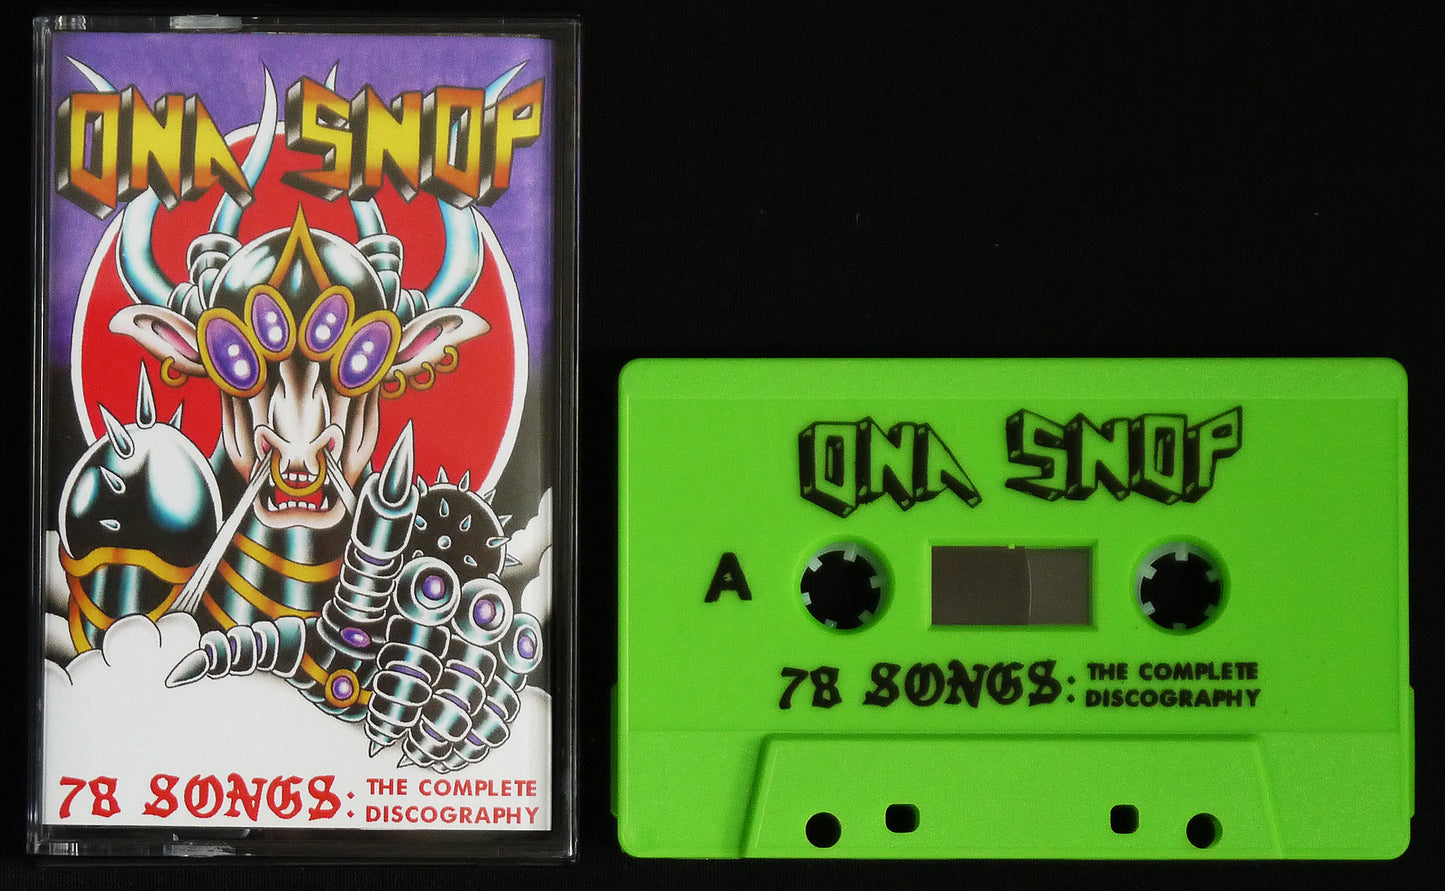 ONA SNOP
78 SONGS: THE COMPLETE
DISCOGRAPHY
ONA SNOP
A
78 SONGS: THE COMPLETE
DISCOGRAPHY